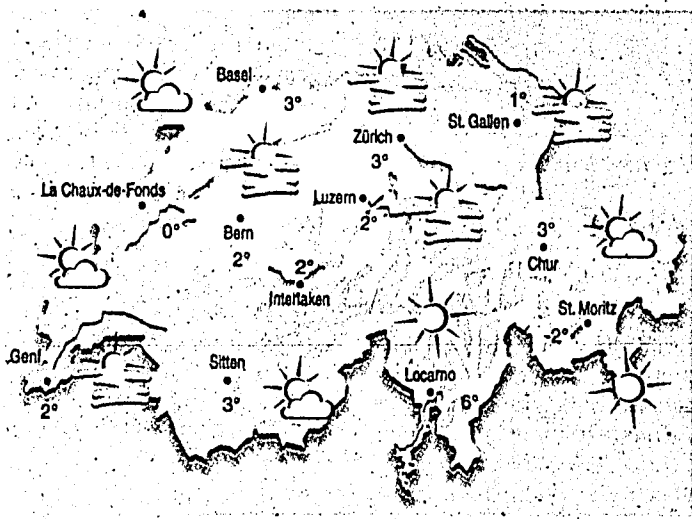 Basel
3°
1°
St. Gallen
Zürich
3°
La Chaux-de-Fonds
0°
Bern
2°
Luzern
2°
3°
Chur
2°
Interlaken
St. Moritz
-2°
Genf
2°
Sitten
3°
Locarno
6°